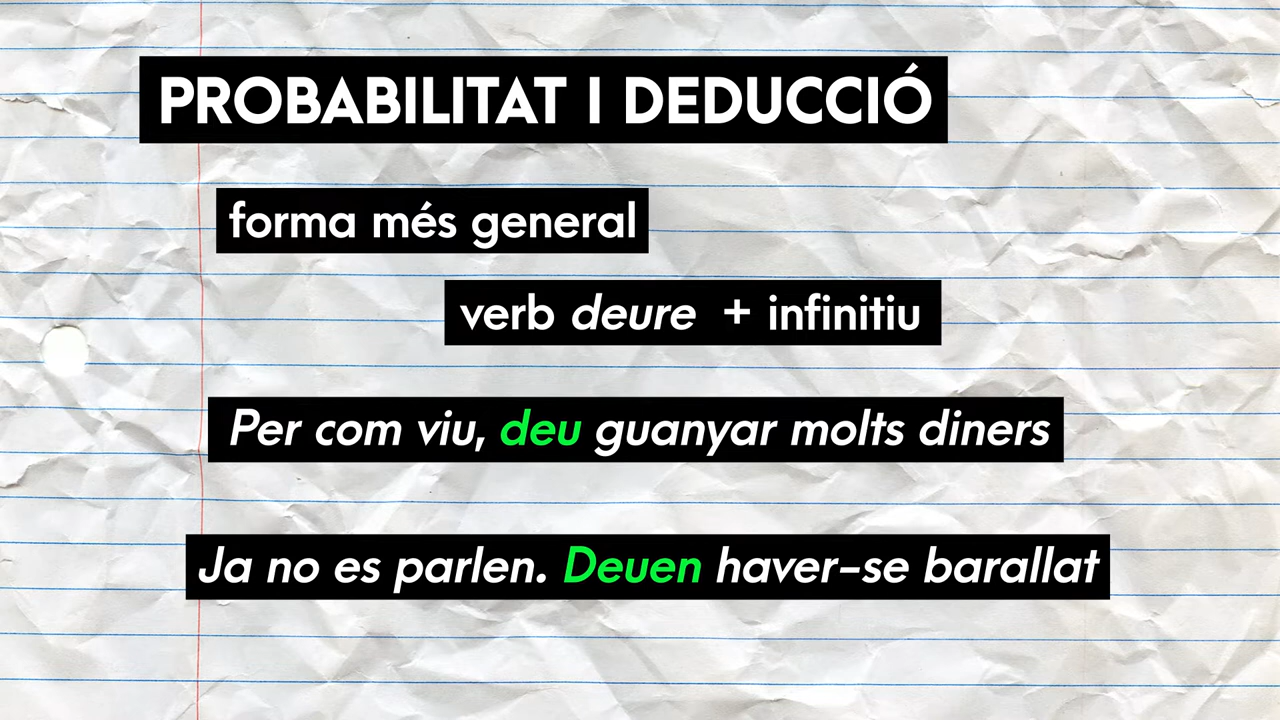 PROBABILITAT I DEDUCCIÓ
forma més general
verb deure + infinitiu
Per com viu, deu guanyar molts diners
Ja no es parlen. Deuen haver-se barallat